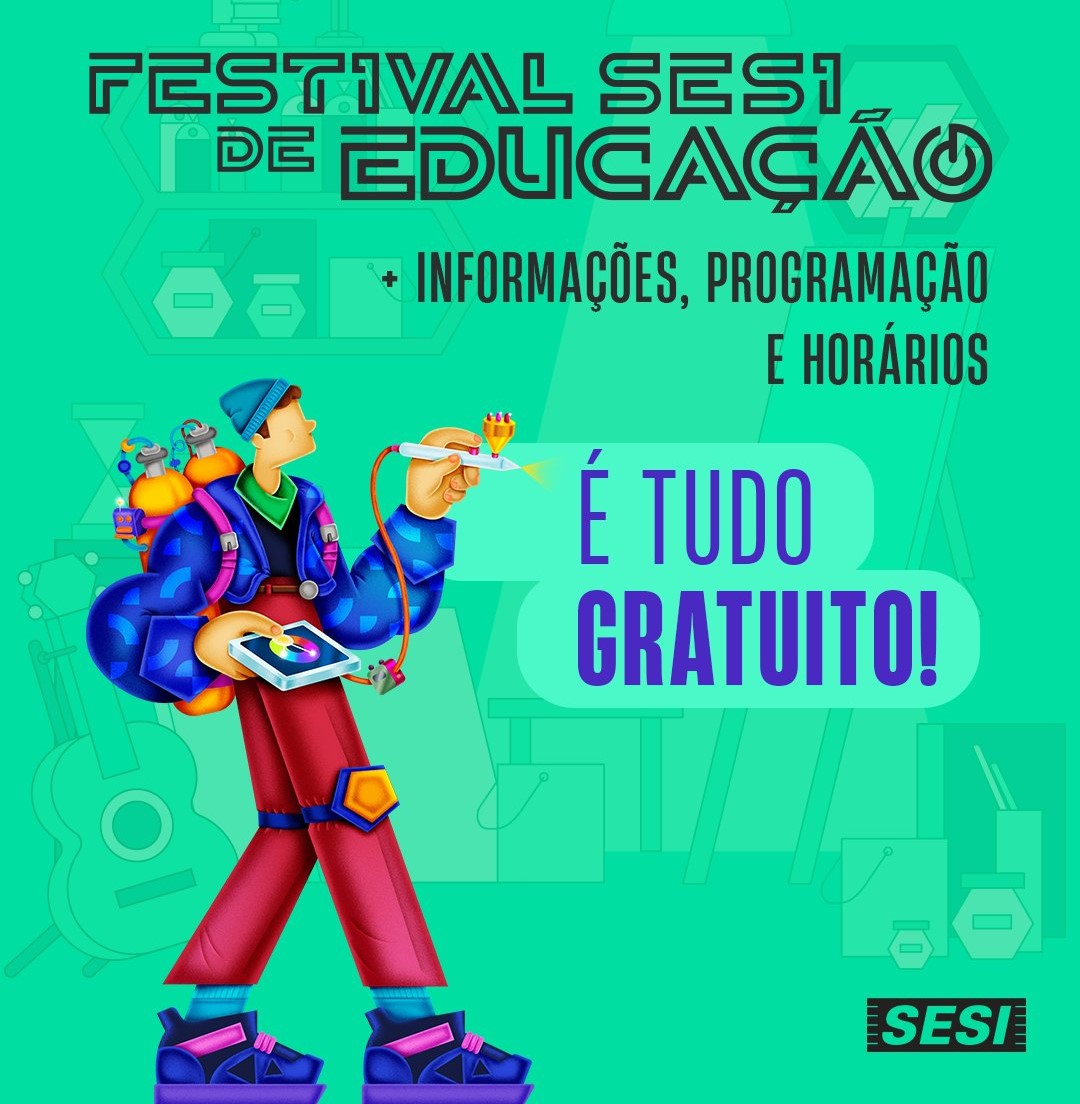 FESTIVAL SESI
DE EDUCAÇÃO
+ INFORMAÇÕES, PROGRAMAÇÃO
E HORÁRIOS
É TUDO
GRATUITO!
SESI